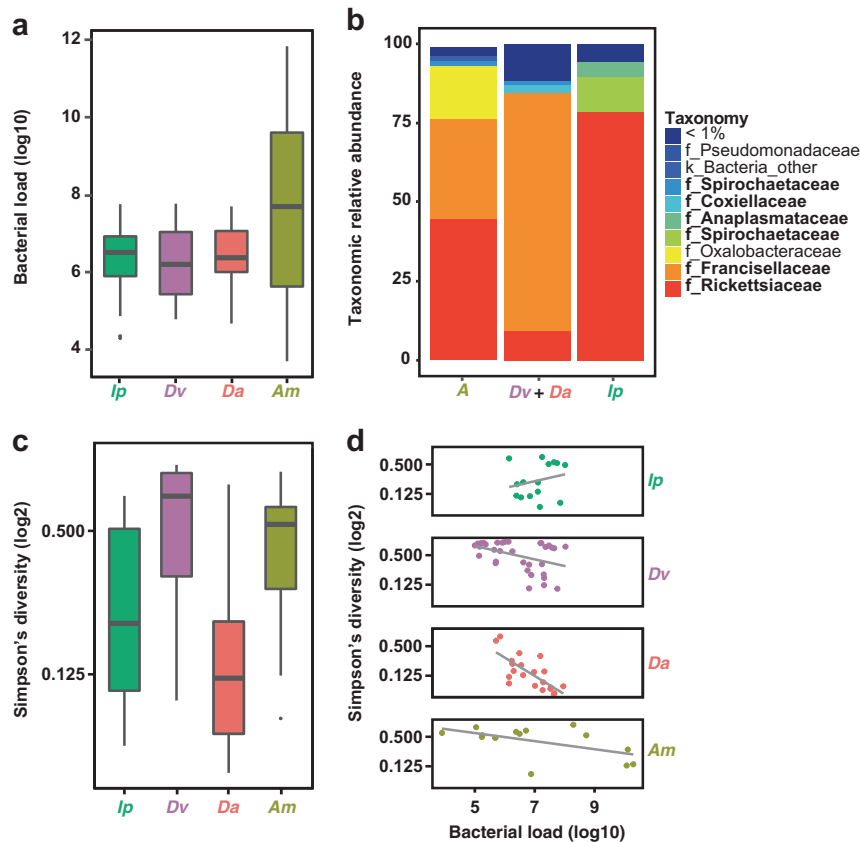 a
Bacterial load (log10)
12
10
8
6
4
Ip
Dv
Da
Am
b
Taxonomic relative abundance
100
75
50
25
0
A
Dv + Da
Ip
Taxonomy
< 1%
f_Pseudomonadaceae
k_Bacteria_other
f_Spirochaetaceae
f_Coxiellaceae
f_Anaplasmataceae
f_Spirochaetaceae
f_Oxalobacteraceae
f_Francisellaceae
f_Rickettsiaceae
c
Simpson's diversity (log2)
0.500
0.125
Ip
Dv
Da
Am
d
Simpson's diversity (log2)
0.500
0.125
Ip
0.500
0.125
Dv
0.500
0.125
Da
0.500
0.125
Am
5
7
9
Bacterial load (log10)